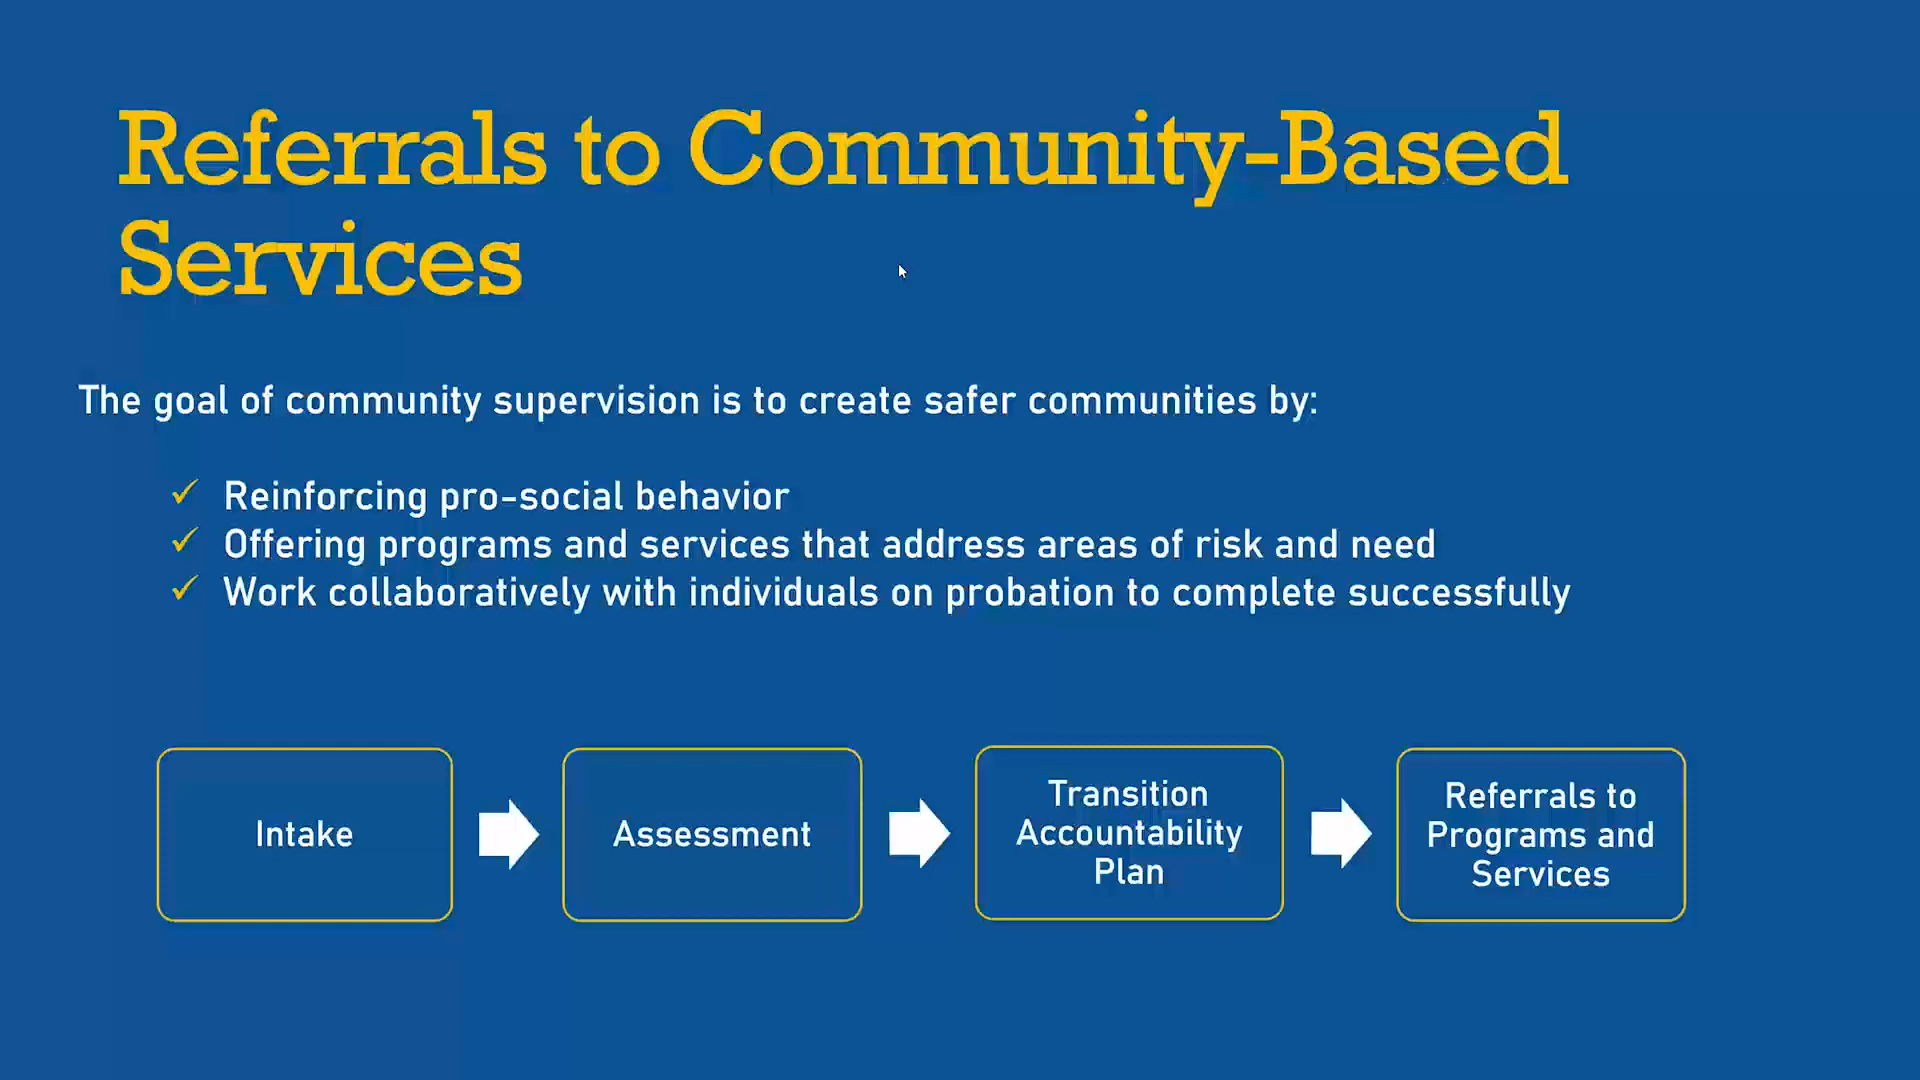 Referrals to Community-Based
Services
The goal of community supervision is to create safer communities by:
✓ Reinforcing pro-social behavior
✓ Offering programs and services that address areas of risk and need
✓ Work collaboratively with individuals on probation to complete successfully
Intake
Assessment
Transition
Accountability
Plan
Referrals to
Programs and
Services